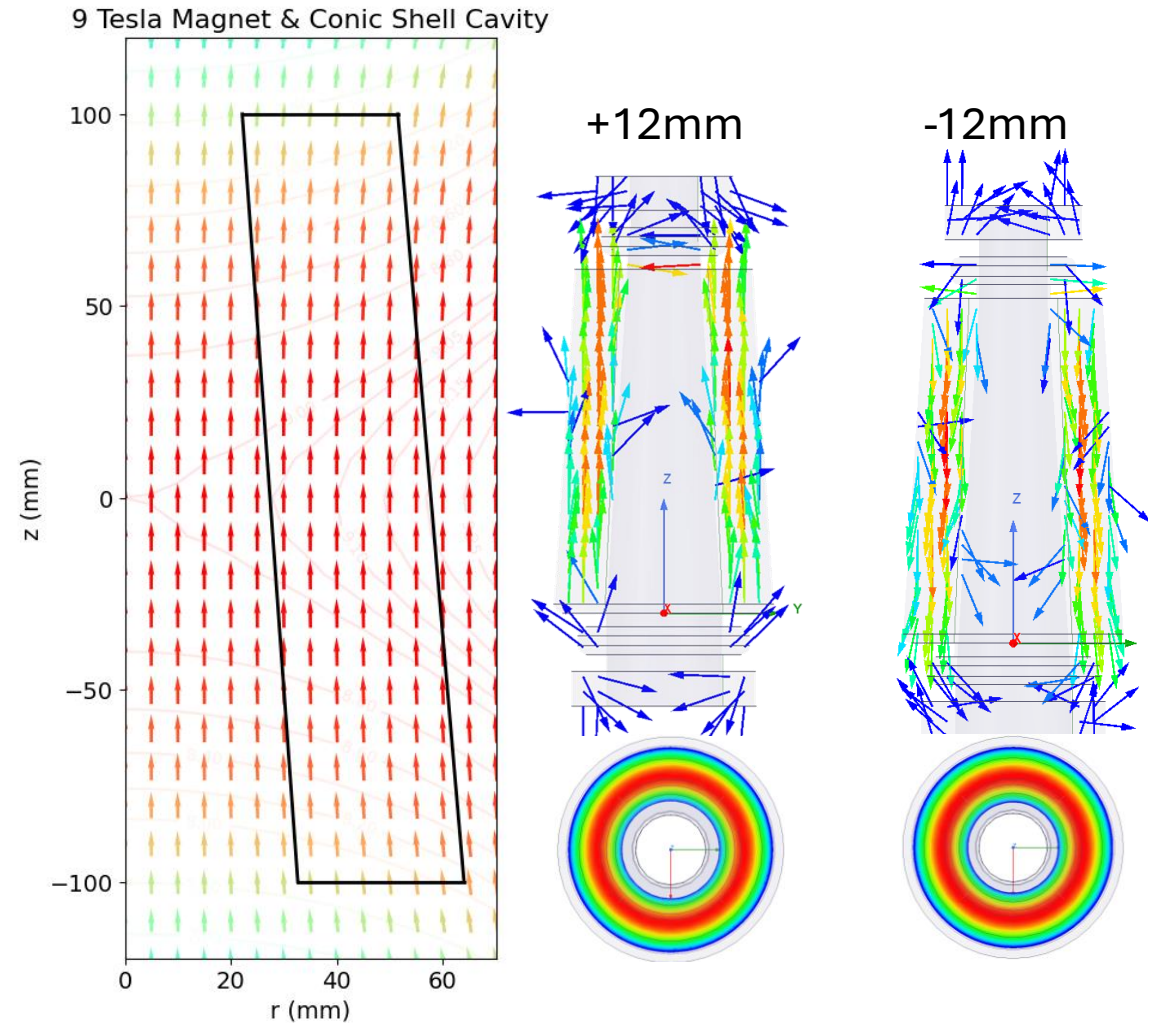 9 Tesla Magnet & Conic Shell Cavity
100
50
0
−50
−100
z (mm)
0
20
40
60
r (mm)
+12mm
Z
X
Y
-12mm
Z
X